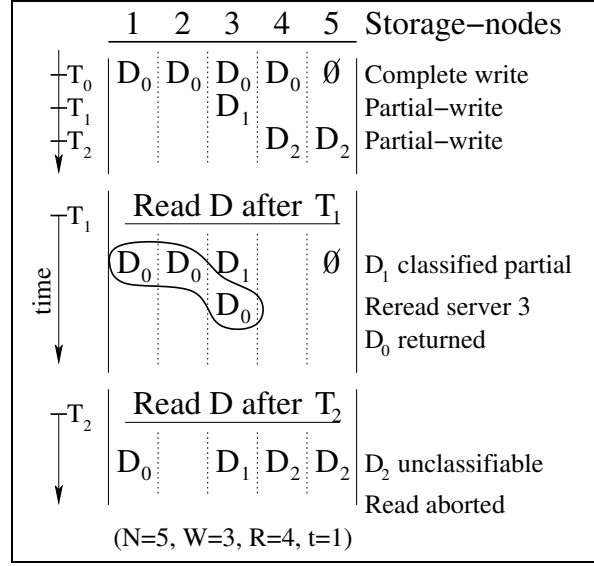 1 2 3 4 5 Storage–nodes
T₀ D₀ D₀ D₀ D₀ Ø Complete write
T₁ D₁ Partial–write
T₂ D₂ D₂ Partial–write
T₁ Read D after T₁
D₀ D₀ D₁ Ø D₁ classified partial
time
D₀ Reread server 3
D₀ returned
T₂ Read D after T₂
D₀ D₁ D₂ D₂ D₂ unclassifiable
Read aborted
(N=5, W=3, R=4, t=1)